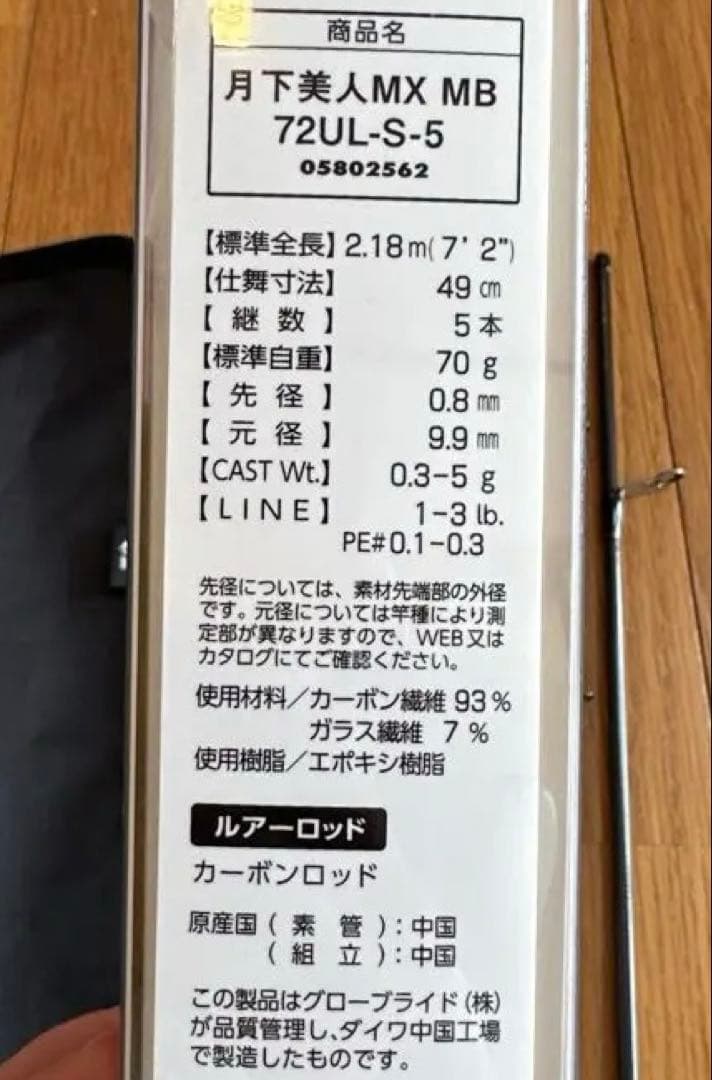 商品名
月下美人MX MB
72UL-S-5
05802562
【標準全長】2.18m(7’2”)
【仕舞寸法】 49㎝
【継数】 5本
【標準自重】 70g
【先径】 0.8㎜
【元径】 9.9㎜
【CAST Wt.】 0.3-5g
【LINE】 1-3lb.
PE#0.1-0.3
先径については、素材先端部の外径
です。元径については竿種により測
定部が異なりますので、WEB又は
カタログにてご確認ください。
使用材料／カーボン繊維 93%
ガラス繊維 7%
使用樹脂／エポキシ樹脂
ルアーロッド
カーボンロッド
原産国(素管):中国
(組立):中国
この製品はグローブライド(株)
が品質管理し、ダイワ中国工場
で製造したものです。